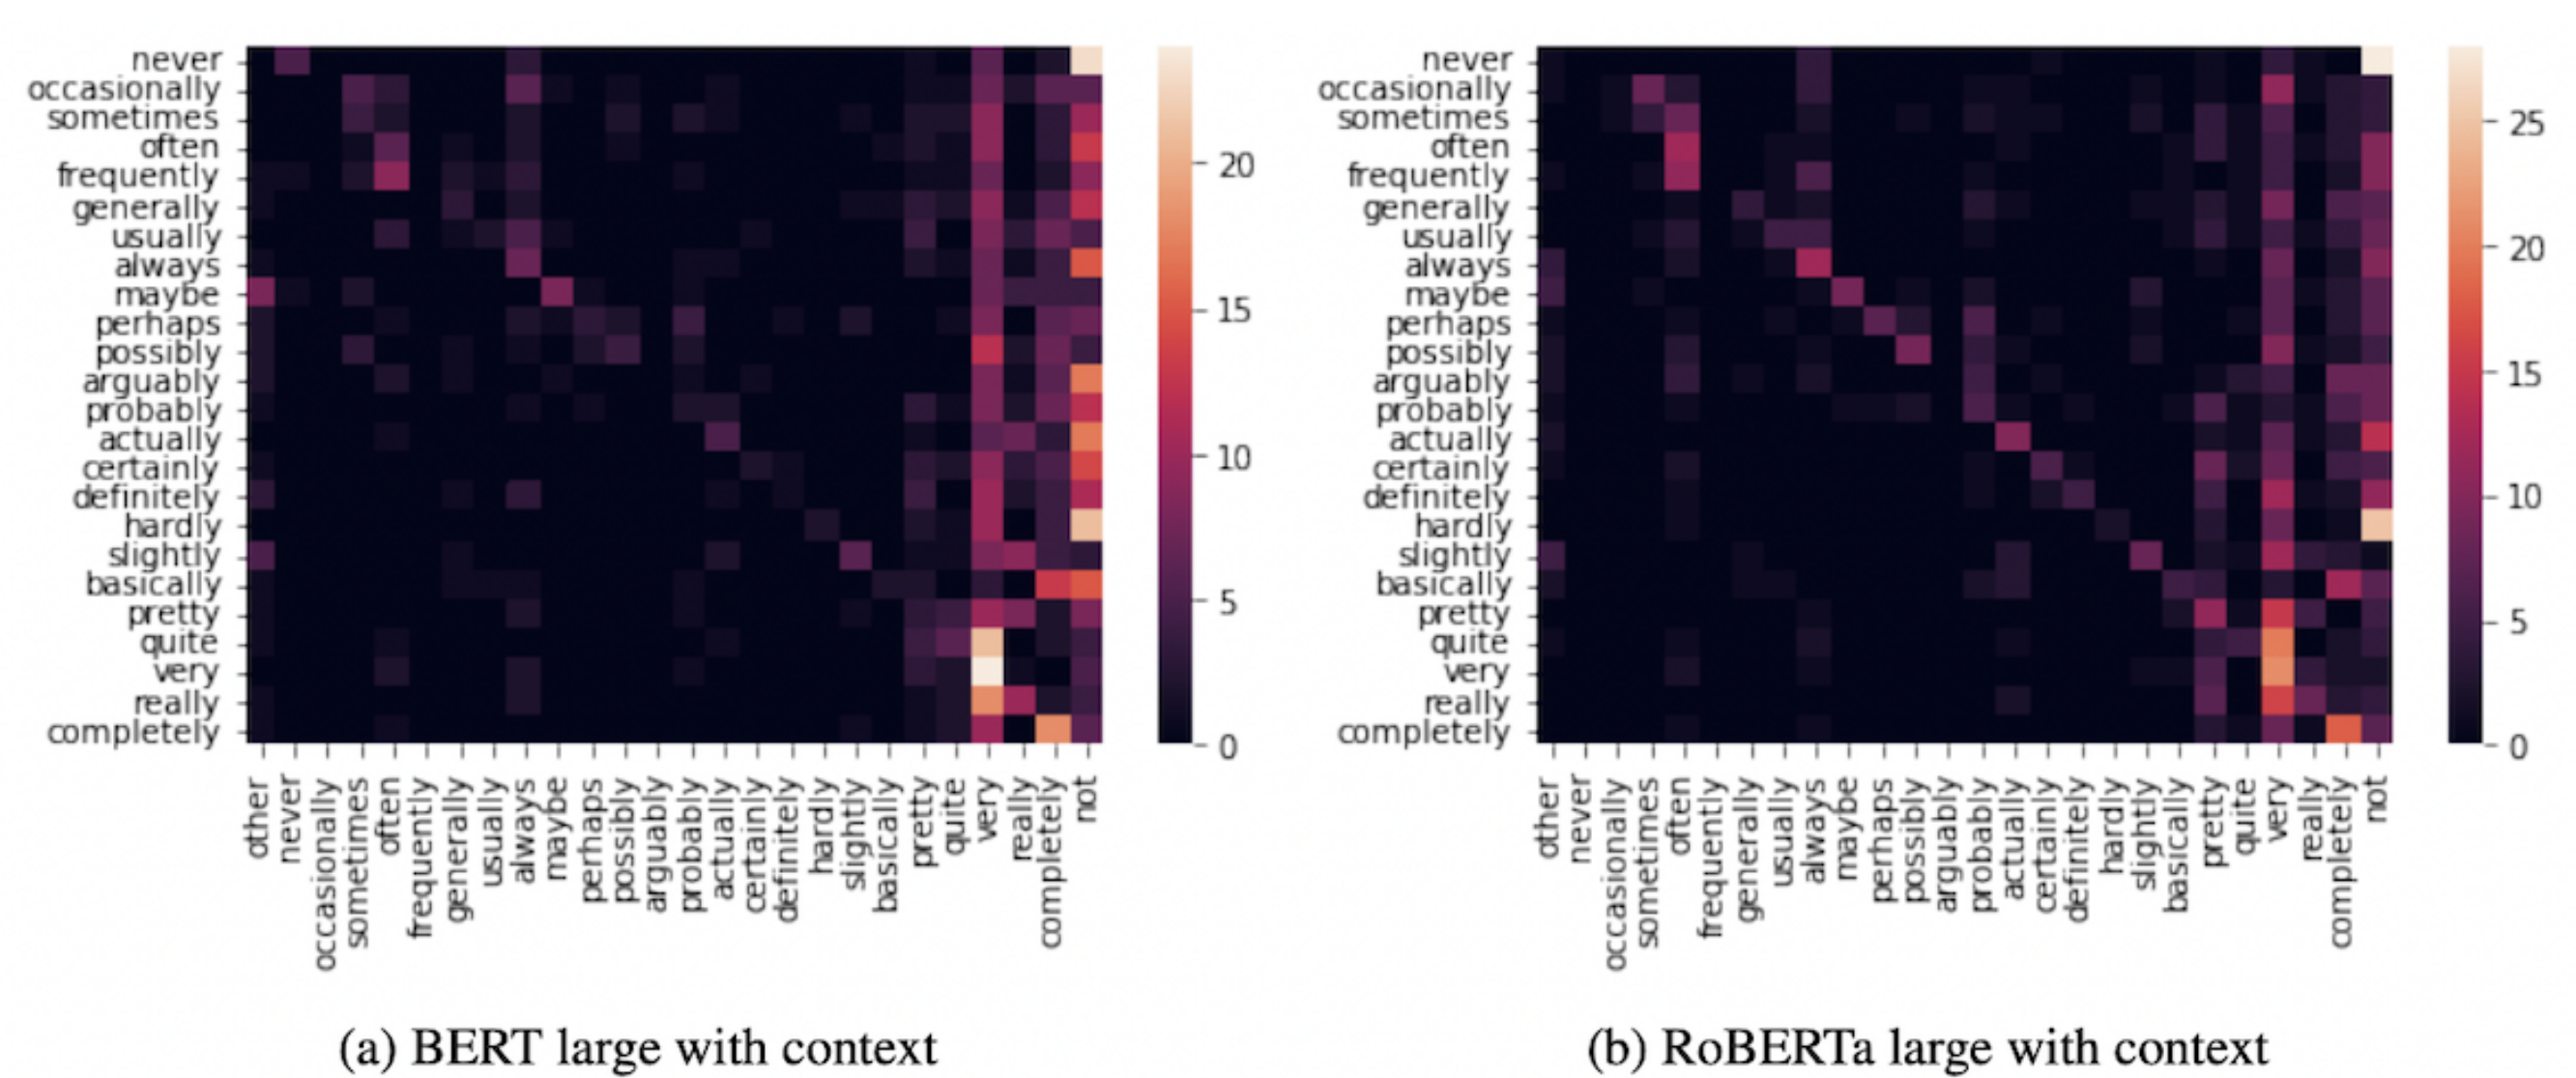 never
occasionally
sometimes
often
frequently
generally
usually
always
maybe
perhaps
possibly
arguably
probably
actually
certainly
definitely
hardly
slightly
basically
pretty
quite
very
really
completely
other
never
occasionally
sometimes
often
frequently
generally
usually
always
maybe
perhaps
possibly
arguably
probably
actually
certainly
definitely
hardly
slightly
basically
pretty
quite
very
really
completely
not
20
15
10
5
0
(a) BERT large with context
never
occasionally
sometimes
often
frequently
generally
usually
always
maybe
perhaps
possibly
arguably
probably
actually
certainly
definitely
hardly
slightly
basically
pretty
quite
very
really
completely
other
never
occasionally
sometimes
often
frequently
generally
usually
always
maybe
perhaps
possibly
arguably
probably
actually
certainly
definitely
hardly
slightly
basically
pretty
quite
very
really
completely
not
25
20
15
10
5
0
(b) RoBERTa large with context